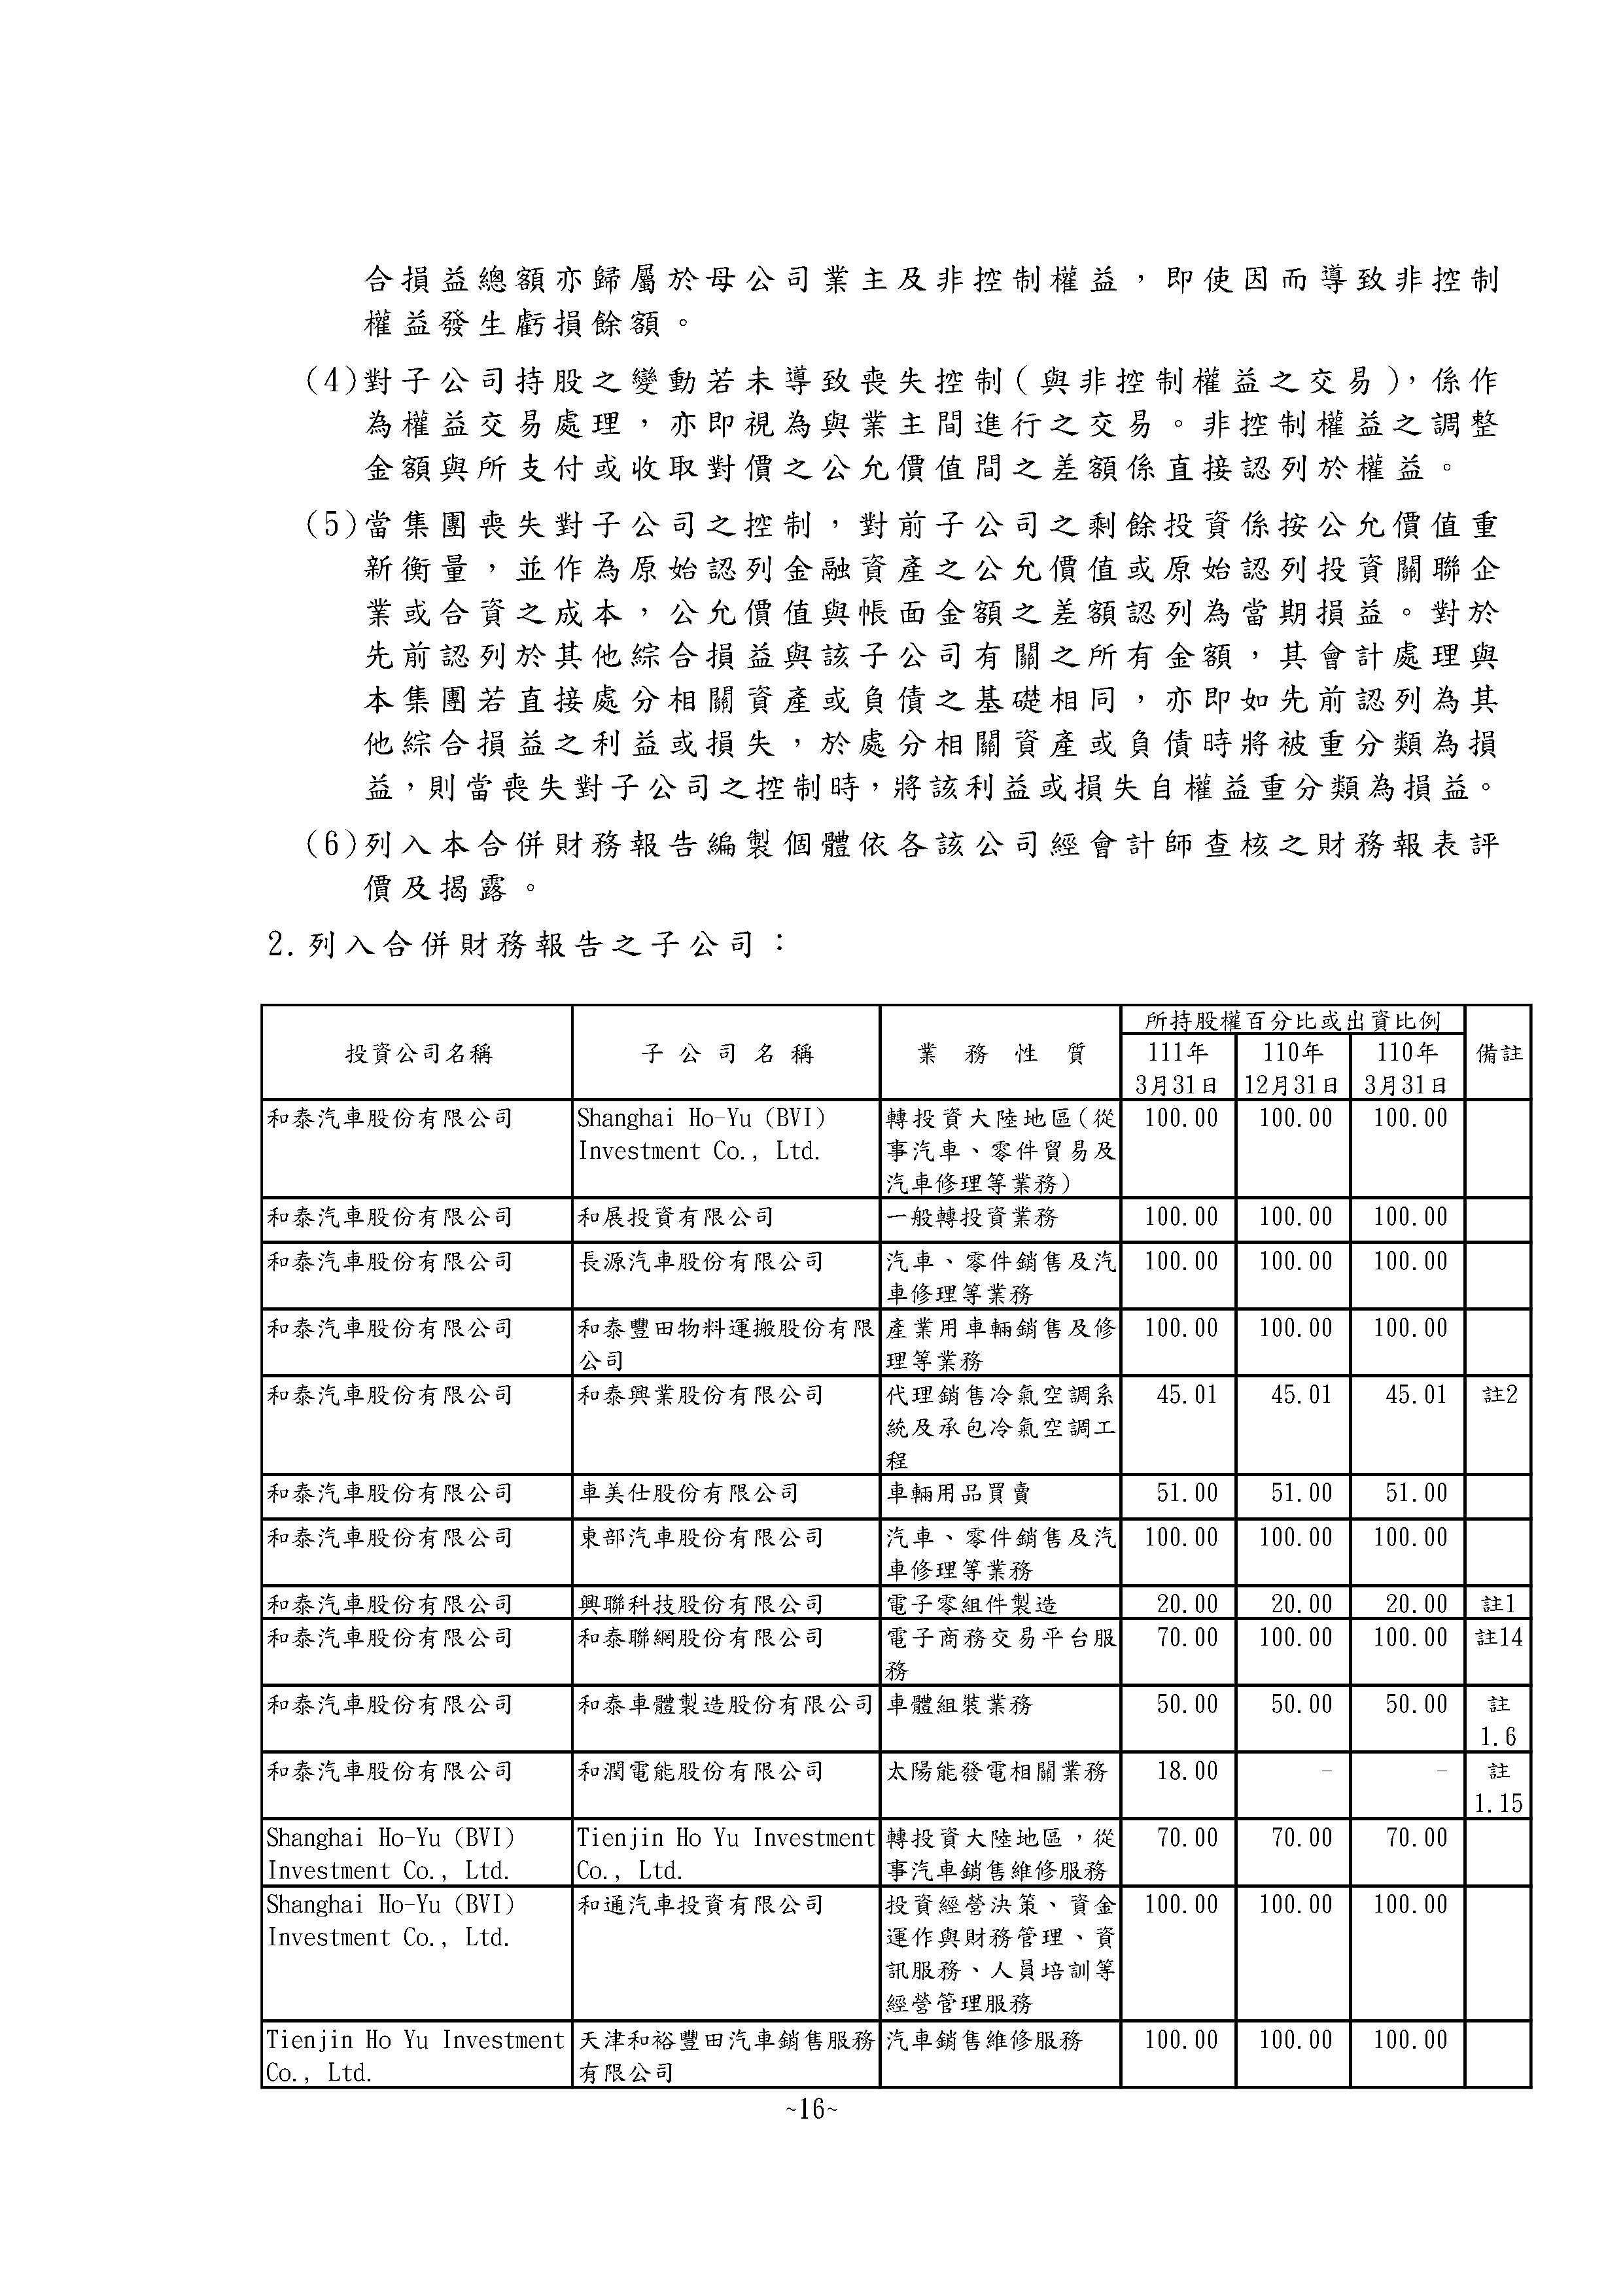 合損益總額亦歸屬於母公司業主及非控制權益，即使因而導致非控制
權益發生虧損餘額。
(4)對子公司持股之變動若未導致喪失控制(與非控制權益之交易)，係作
為權益交易處理，亦即視為與業主間進行之交易。非控制權益之調整
金額與所支付或收取對價之公允價值間之差額係直接認列於權益。
(5)當集團喪失對子公司之控制，對前子公司之剩餘投資係按公允價值重
新衡量，並作為原始認列金融資產之公允價值或原始認列投資關聯企
業或合資之成本，公允價值與帳面金額之差額認列為當期損益。對於
先前認列於其他綜合損益與該子公司有關之所有金額，其會計處理與
本集團若直接處分相關資產或負債之基礎相同，亦即如先前認列為其
他綜合損益之利益或損失，於處分相關資產或負債時將被重分類為損
益，則當喪失對子公司之控制時，將該利益或損失自權益重分類為損益。
(6)列入本合併財務報告編製個體依各該公司經會計師查核之財務報表評
價及揭露。
2.列入合併財務報告之子公司：
所持股權百分比或出資比例
投資公司名稱 子公司名稱 業務性質 111年 110年 110年 備註
3月31日 12月31日 3月31日
和泰汽車股份有限公司 Shanghai Ho-Yu (BVI) 轉投資大陸地區(從 100.00 100.00 100.00
Investment Co., Ltd. 事汽車、零件貿易及
汽車修理等業務)
和泰汽車股份有限公司 和展投資有限公司 一般轉投資業務 100.00 100.00 100.00
和泰汽車股份有限公司 長源汽車股份有限公司 汽車、零件銷售及汽 100.00 100.00 100.00
車修理等業務
和泰汽車股份有限公司 和泰豐田物料運搬股份有限 產業用車輛銷售及修 100.00 100.00 100.00
公司 理等業務
和泰汽車股份有限公司 和泰興業股份有限公司 代理銷售冷氣空調系 45.01 45.01 45.01 註2
統及承包冷氣空調工
程
和泰汽車股份有限公司 車美仕股份有限公司 車輛用品買賣 51.00 51.00 51.00
和泰汽車股份有限公司 東部汽車股份有限公司 汽車、零件銷售及汽 100.00 100.00 100.00
車修理等業務
和泰汽車股份有限公司 興聯科技股份有限公司 電子零組件製造 20.00 20.00 20.00 註1
和泰汽車股份有限公司 和泰聯網股份有限公司 電子商務交易平台服 70.00 100.00 100.00 註14
務
和泰汽車股份有限公司 和泰車體製造股份有限公司 車體組裝業務 50.00 50.00 50.00 註
1.6
和泰汽車股份有限公司 和潤電能股份有限公司 太陽能發電相關業務 18.00 - - 註
1.15
Shanghai Ho-Yu (BVI) Tienjin Ho Yu Investment 轉投資大陸地區，從 70.00 70.00 70.00
Investment Co., Ltd. Co., Ltd. 事汽車銷售維修服務
Shanghai Ho-Yu (BVI) 和通汽車投資有限公司 投資經營決策、資金 100.00 100.00 100.00
Investment Co., Ltd. 運作與財務管理、資
訊服務、人員培訓等
經營管理服務
Tienjin Ho Yu Investment 天津和裕豐田汽車銷售服務 汽車銷售維修服務 100.00 100.00 100.00
Co., Ltd. 有限公司
~16~